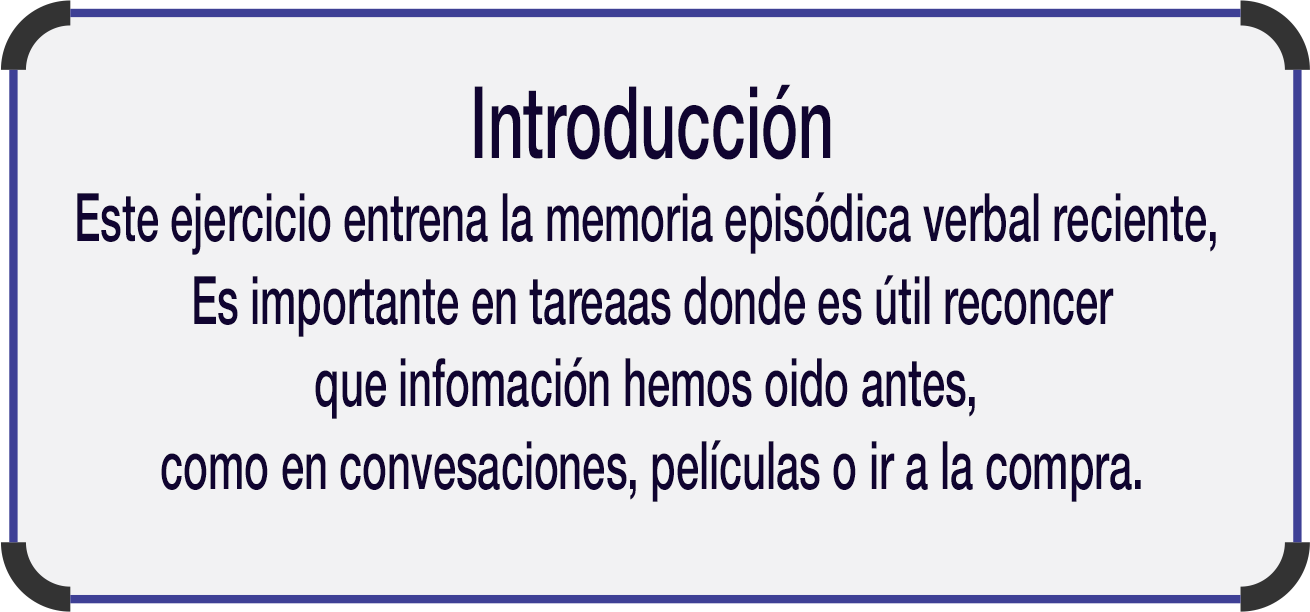 Introducción
Este ejercicio entrena la memoria episódica verbal reciente,
Es importante en tareaas donde es útil reconcer
que infomación hemos oido antes,
como en convesaciones, películas o ir a la compra.